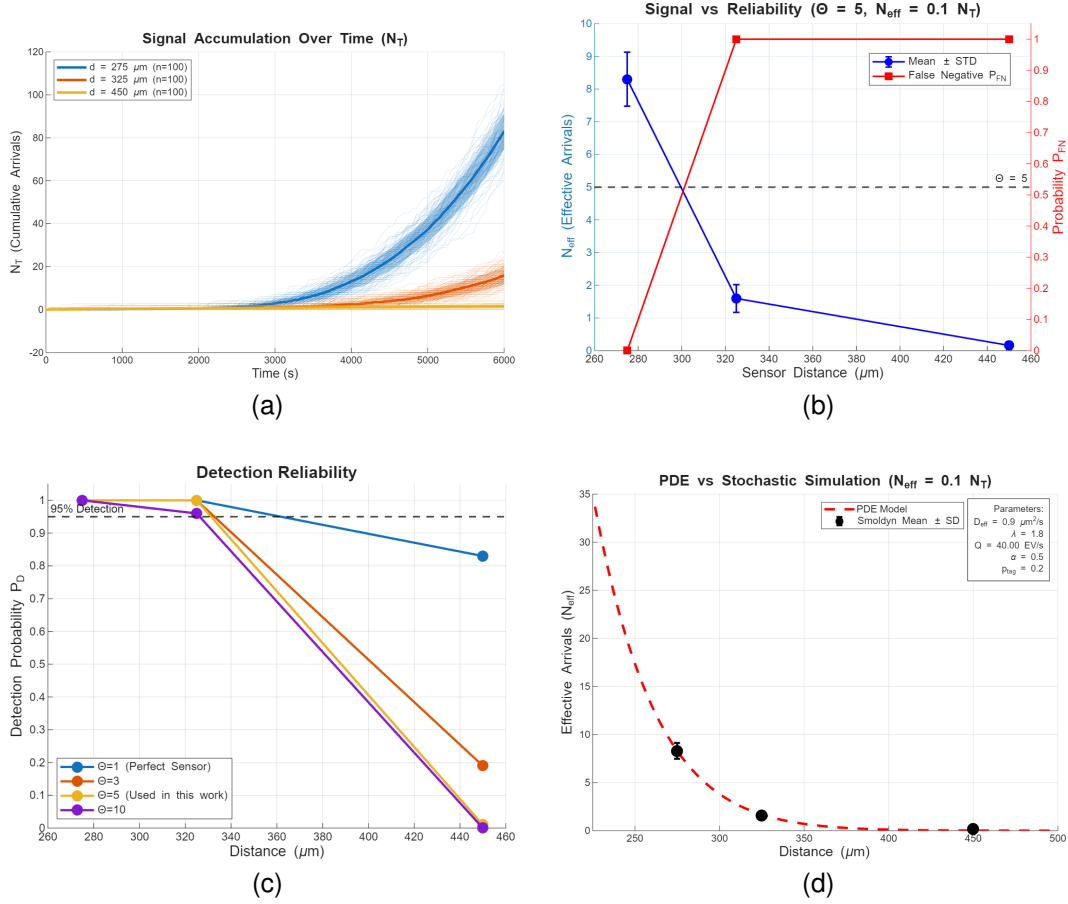 Signal Accumulation Over Time (N_T)
120
100
80
60
40
20
0
-20
0
1000
2000
3000
4000
5000
6000
N_T (Cumulative Arrivals)
Time (s)
d = 275 µm (n=100)
d = 325 µm (n=100)
d = 450 µm (n=100)
(a)
Signal vs Reliability (Θ = 5, N_eff = 0.1 N_T)
10
9
8
7
6
5
4
3
2
1
0
N_eff (Effective Arrivals)
Mean ± STD
False Negative P_FN
Θ = 5
1
0.9
0.8
0.7
0.6
0.5
0.4
0.3
0.2
0.1
0
Probability P_FN
260
280
300
320
340
360
380
400
420
440
460
Sensor Distance (µm)
(b)
Detection Reliability
1
0.9
0.8
0.7
0.6
0.5
0.4
0.3
0.2
0.1
0
Detection Probability P_D
95% Detection
Θ=1 (Perfect Sensor)
Θ=3
Θ=5 (Used in this work)
Θ=10
260
280
300
320
340
360
380
400
420
440
460
Distance (µm)
(c)
PDE vs Stochastic Simulation (N_eff = 0.1 N_T)
35
30
25
20
15
10
5
0
Effective Arrivals (N_eff)
PDE Model
Smoldyn Mean ± SD
Parameters:
D_eff = 0.9 µm²/s
λ = 1.8
Q = 40.00 EV/s
α = 0.5
p_tag = 0.2
250
300
350
400
450
500
Distance (µm)
(d)